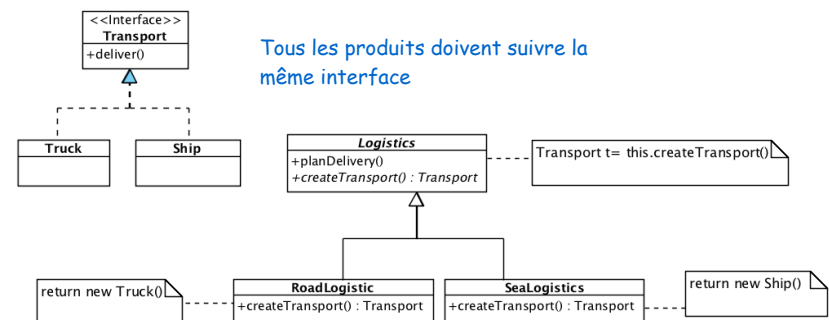 <<Interface>>
Transport
+deliver()
Tous les produits doivent suivre la
même interface
Truck
Ship
Logistics
+planDelivery()
+createTransport() : Transport
Transport t= this.createTransport()
return new Truck()
RoadLogistic
+createTransport() : Transport
SeaLogistics
+createTransport() : Transport
return new Ship()